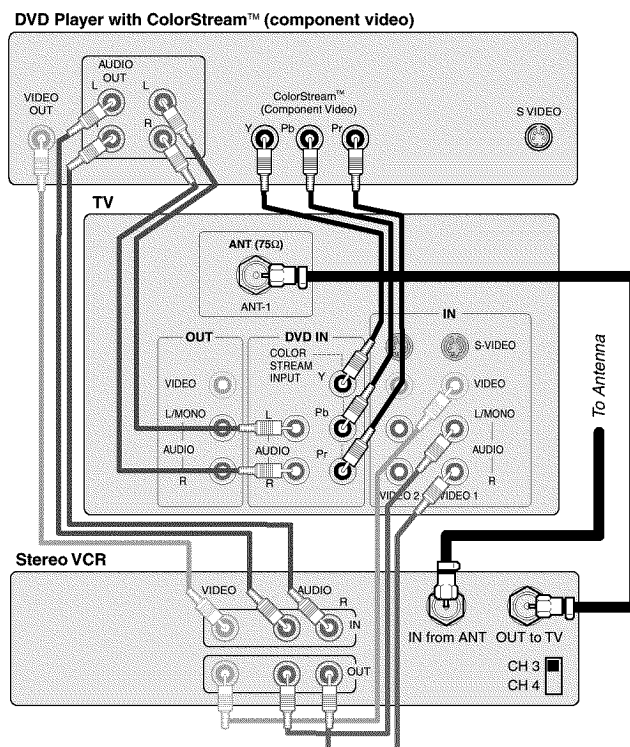 DVD Player with ColorStream™ (component video)
AUDIO
OUT
L
L
R
VIDEO
OUT
ColorStream™
(Component Video)
Y
Pb
Pr
S VIDEO
TV
ANT (75Ω)
ANT-1
IN
OUT
DVD IN
COLOR
STREAM
INPUT
Y
S-VIDEO
VIDEO
VIDEO
L/MONO
L
Pb
L/MONO
AUDIO
AUDIO
Pr
AUDIO
R
R
R
VIDEO 2
VIDEO 1
To Antenna
Stereo VCR
VIDEO
AUDIO
R
IN
IN from ANT
OUT to TV
OUT
CH 3
CH 4